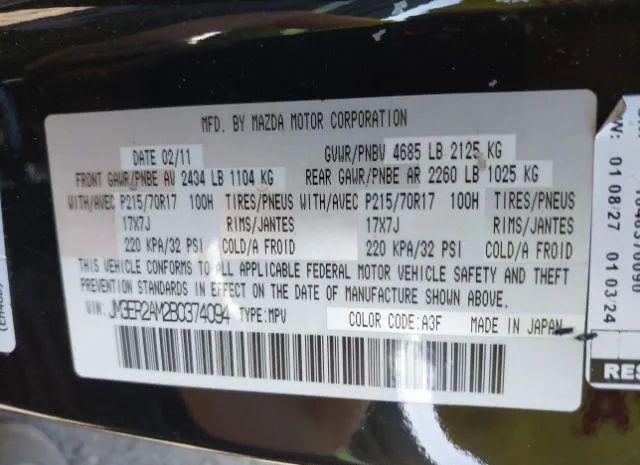 MFD. BY MAZDA MOTOR CORPORATION
DATE 02/11 GVWR/PNBV 4685 LB 2125 KG
FRONT GAWR/PNBE AV 2434 LB 1104 KG REAR GAWR/PNBE AR 2260 LB 1025 KG
WITH/AVEC P215/70R17 100H TIRES/PNEUS WITH/AVEC P215/70R17 100H TIRES/PNEUS
17X7J RIMS/JANTES 17X7J RIMS/JANTES
220 KPA/32 PSI COLD/A FROID 220 KPA/32 PSI COLD/A FROID
THIS VEHICLE CONFORMS TO ALL APPLICABLE FEDERAL MOTOR VEHICLE SAFETY AND THEFT
PREVENTION STANDARDS IN EFFECT ON THE DATE OF MANUFACTURE SHOWN ABOVE.
VIN: JM3ER2AM2B0374094 TYPE:MPV COLOR CODE:A3F MADE IN JAPAN
01 08/27 01 03/24
RES